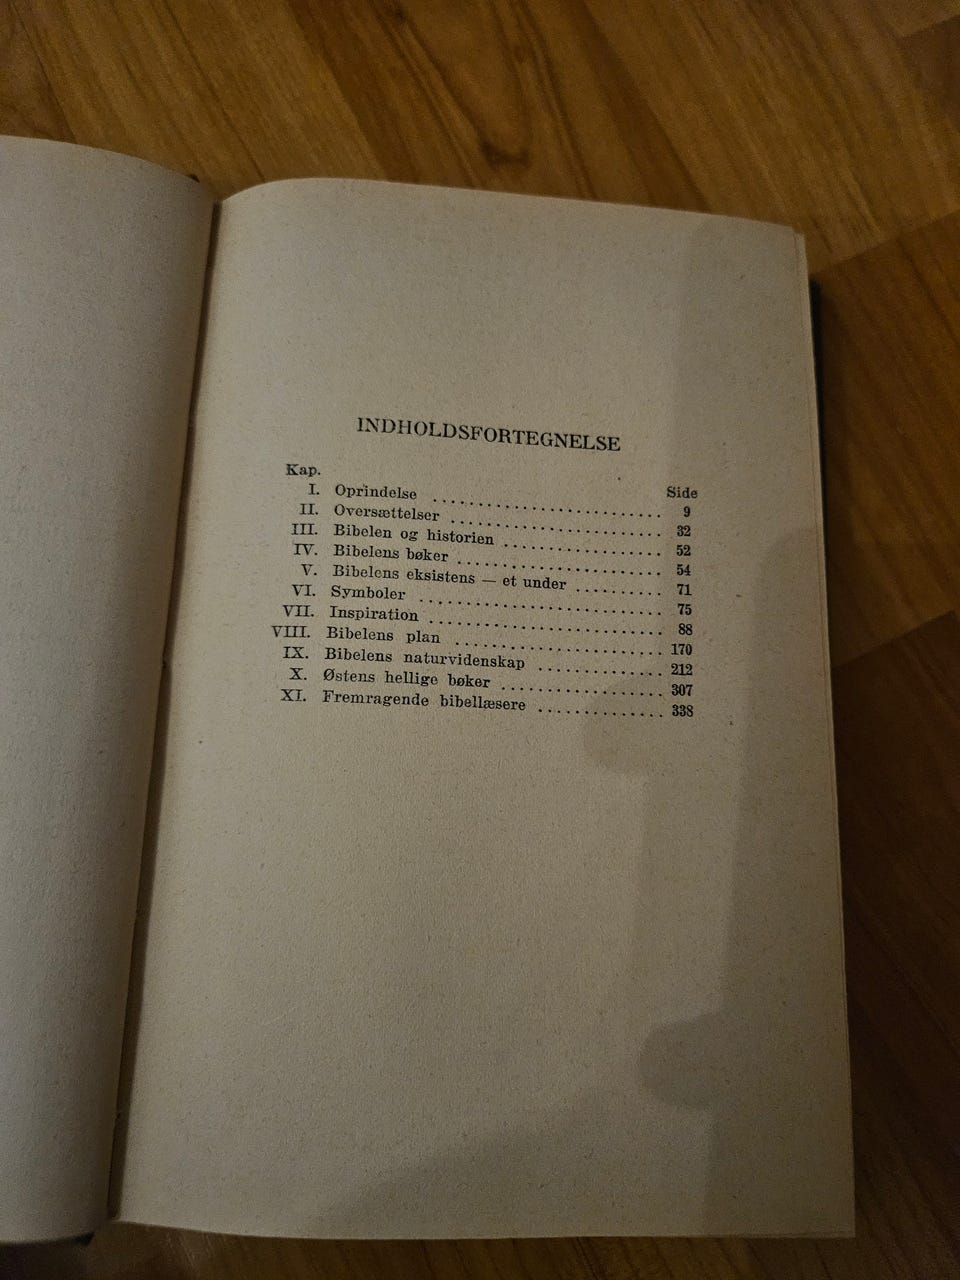 INDHOLDSFORTEGNELSE
Kap. Side
I. Oprindelse 9
II. Oversættelser 32
III. Bibelen og historien 52
IV. Bibelens bøker 54
V. Bibelens eksistens — et under 71
VI. Symboler 75
VII. Inspiration 88
VIII. Bibelens plan 170
IX. Bibelens naturvidenskap 212
X. Østens hellige bøker 307
XI. Fremragende bibellæsere 338